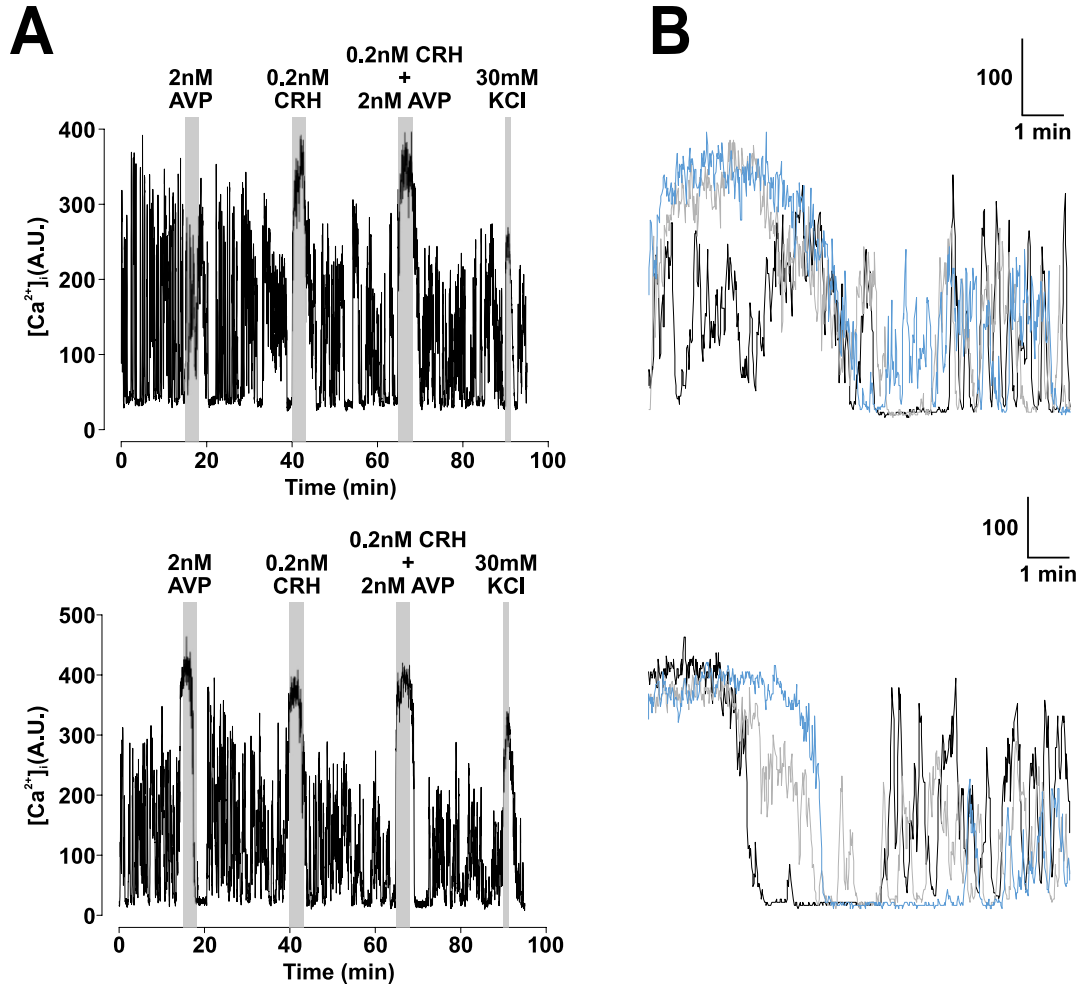 A
B
0.2nM CRH
2nM 0.2nM + 30mM
AVP CRH 2nM AVP KCl
100
1 min
400
300
200
100
0
[Ca²⁺]ᵢ(A.U.)
0 20 40 60 80 100
Time (min)
0.2nM CRH
2nM 0.2nM + 30mM
AVP CRH 2nM AVP KCl
100
1 min
500
400
300
200
100
0
[Ca²⁺]ᵢ(A.U.)
0 20 40 60 80 100
Time (min)